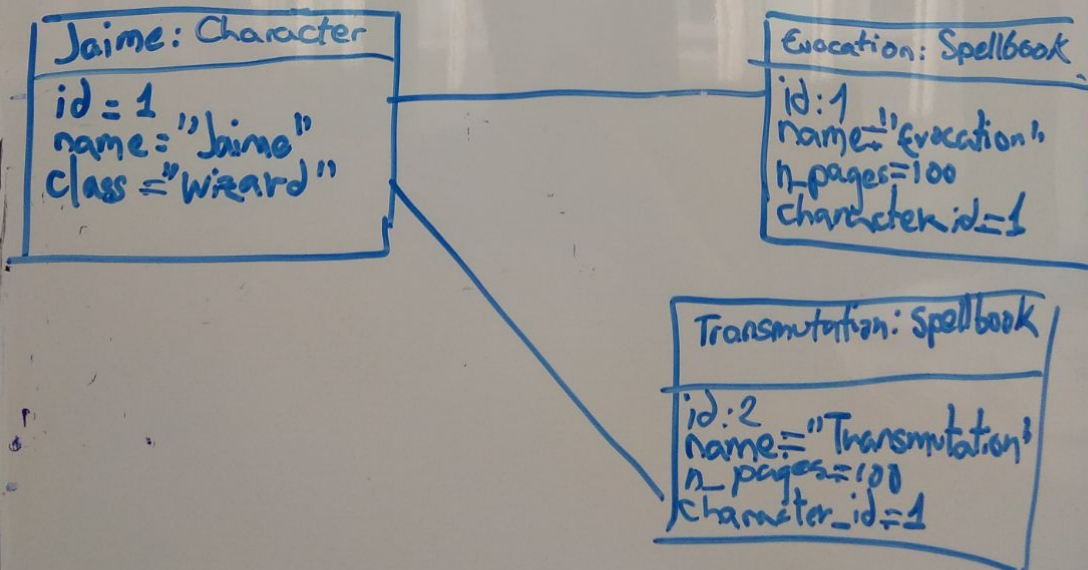 Jaime: Character
id = 1
name = "Jaime"
class = "Wizard"
Evocation: Spellbook
id: 1
name = "Evocation"
n_pages = 100
character_id = 1
Transmutation: Spellbook
id: 2
name = "Transmutation"
n_pages = 100
character_id = 1